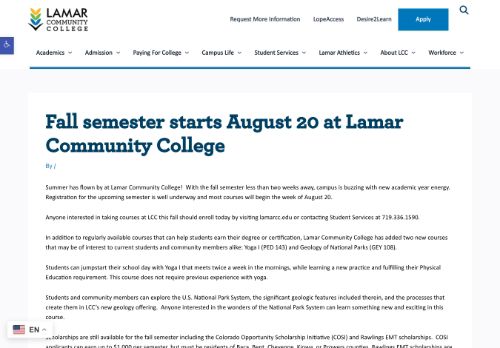 LAMAR
COMMUNITY
COLLEGE
Request More Information LopeAccess Desire2Learn Apply
Academics Admission Paying For College Campus Life Student Services Lamar Athletics About LCC Workforce
Fall semester starts August 20 at Lamar
Community College
By /
Summer has flown by at Lamar Community College! With the fall semester less than two weeks away, campus is buzzing with new academic year energy.
Registration for the upcoming semester is well underway and most courses will begin the week of August 20.
Anyone interested in taking courses at LCC this fall should enroll today by visiting lamarcc.edu or contacting Student Services at 719.336.1590.
In addition to regularly available courses that can help students earn their degree or certification, Lamar Community College has added two new courses
that may be of interest to current students and community members alike: Yoga I (PED 143) and Geology of National Parks (GEY 108).
Students can jumpstart their school day with Yoga I that meets twice a week in the mornings, while learning a new practice and fulfilling their Physical
Education requirement. This course does not require previous experience with yoga.
Students and community members can explore the U.S. National Park System, the significant geologic features included therein, and the processes that
create them in LCC's new geology offering. Anyone interested in the wonders of the National Park System can learn something new and exciting in this
course.
EN
Scholarships are still available for the fall semester including the Colorado Opportunity Scholarship Initiative (COSI) and Rawlings EMT scholarships. COSI
applicants can earn up to $1,000 per semester, but must be residents of Baca, Bent, Cheyenne, Kiowa, or Prowers counties. Rawlings EMT scholarships are